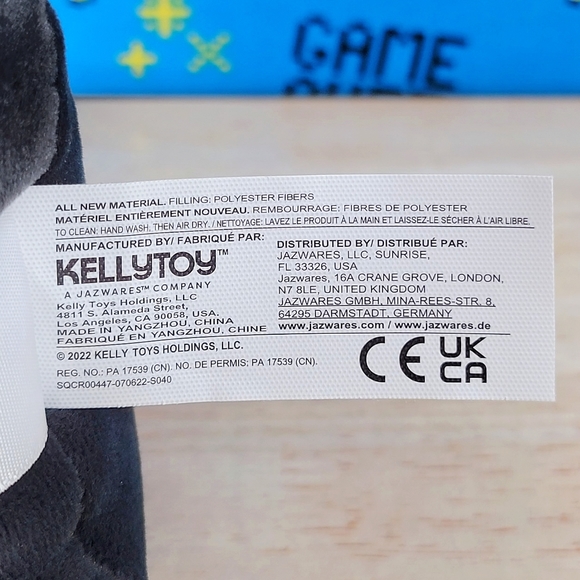 GAME
ALL NEW MATERIAL. FILLING: POLYESTER FIBERS
MATÉRIEL ENTIÈREMENT NOUVEAU. REMBOURRAGE: FIBRES DE POLYESTER
TO CLEAN: HAND WASH, THEN AIR DRY. / NETTOYAGE: LAVEZ LE PRODUIT À LA MAIN ET LAISSEZ-LE SÉCHER À L'AIR LIBRE.
MANUFACTURED BY/ FABRIQUÉ PAR:
KELLYTOY™
A JAZWARES™ COMPANY
Kelly Toys Holdings, LLC
4811 S. Alameda Street,
Los Angeles, CA 90058, USA.
MADE IN YANGZHOU, CHINA
FABRIQUÉ EN YANGZHOU, CHINE
© 2022 KELLY TOYS HOLDINGS, LLC.
REG. NO.: PA 17539 (CN). NO DE PERMIS; PA 17539 (CN).
SQCR00447-070622-S040
DISTRIBUTED BY/ DISTRIBUÉ PAR:
JAZWARES, LLC, SUNRISE,
FL 33326, USA
Jazwares, 16A CRANE GROVE, LONDON,
N7 8LE, UNITED KINGDOM
JAZWARES GMBH, MINA-REES-STR. 8,
64295 DARMSTADT, GERMANY
www.jazwares.com / www.jazwares.de
CE UK
CA